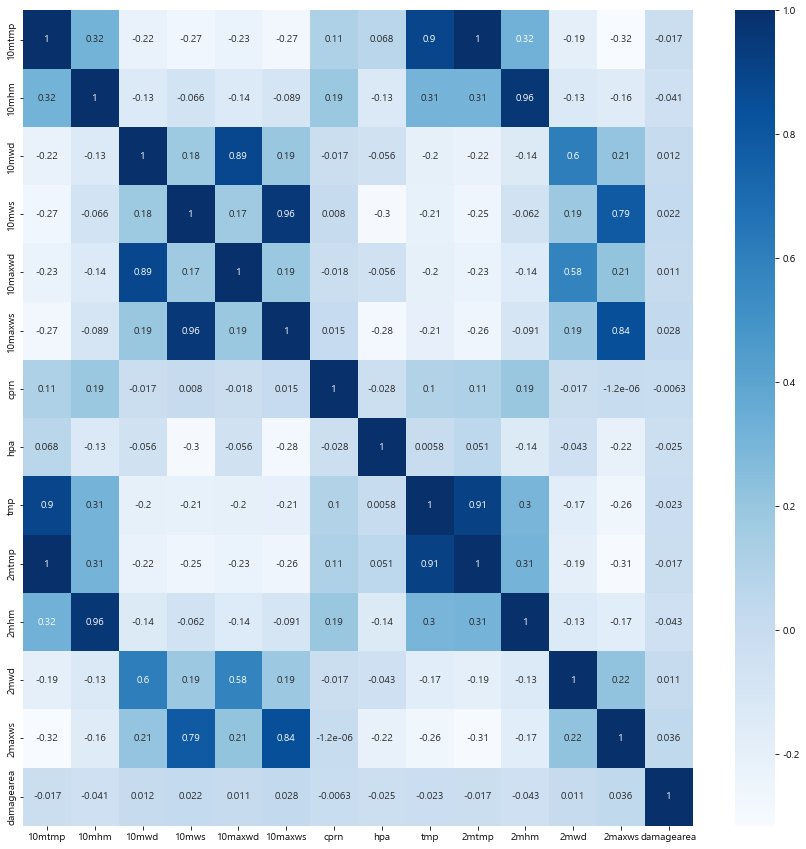 10mtmp 1 0.32 -0.22 -0.27 -0.23 -0.27 0.11 0.068 0.9 1 0.32 -0.19 -0.32 -0.017
10mhm 0.32 1 -0.13 -0.066 -0.14 -0.089 0.19 -0.13 0.31 0.31 0.96 -0.13 -0.16 -0.041
10mwd -0.22 -0.13 1 0.18 0.89 0.19 -0.017 -0.056 -0.2 -0.22 -0.14 0.6 0.21 0.012
10mws -0.27 -0.066 0.18 1 0.17 0.96 0.008 -0.3 -0.21 -0.25 -0.062 0.19 0.79 0.022
10maxwd -0.23 -0.14 0.89 0.17 1 0.19 -0.018 -0.056 -0.2 -0.23 -0.14 0.58 0.21 0.011
10maxws -0.27 -0.089 0.19 0.96 0.19 1 0.015 -0.28 -0.21 -0.26 -0.091 0.19 0.84 0.028
cprn 0.11 0.19 -0.017 0.008 -0.018 0.015 1 -0.028 0.1 0.11 0.19 -0.017 -1.2e-06 -0.0063
hpa 0.068 -0.13 -0.056 -0.3 -0.056 -0.28 -0.028 1 0.0058 0.051 -0.14 -0.043 -0.22 -0.025
tmp 0.9 0.31 -0.2 -0.21 -0.2 -0.21 0.1 0.0058 1 0.91 0.3 -0.17 -0.26 -0.023
2mtmp 1 0.31 -0.22 -0.25 -0.23 -0.26 0.11 0.051 0.91 1 0.31 -0.19 -0.31 -0.017
2mhm 0.32 0.96 -0.14 -0.062 -0.14 -0.091 0.19 -0.14 0.3 0.31 1 -0.13 -0.17 -0.043
2mwd -0.19 -0.13 0.6 0.19 0.58 0.19 -0.017 -0.043 -0.17 -0.19 -0.13 1 0.22 0.011
2maxws -0.32 -0.16 0.21 0.79 0.21 0.84 -1.2e-06 -0.22 -0.26 -0.31 -0.17 0.22 1 0.036
damagearea -0.017 -0.041 0.012 0.022 0.011 0.028 -0.0063 -0.025 -0.023 -0.017 -0.043 0.011 0.036 1
10mtmp 10mhm 10mwd 10mws 10maxwd 10maxws cprn hpa tmp 2mtmp 2mhm 2mwd 2maxws damagearea
1.0
0.8
0.6
0.4
0.2
0.0
-0.2